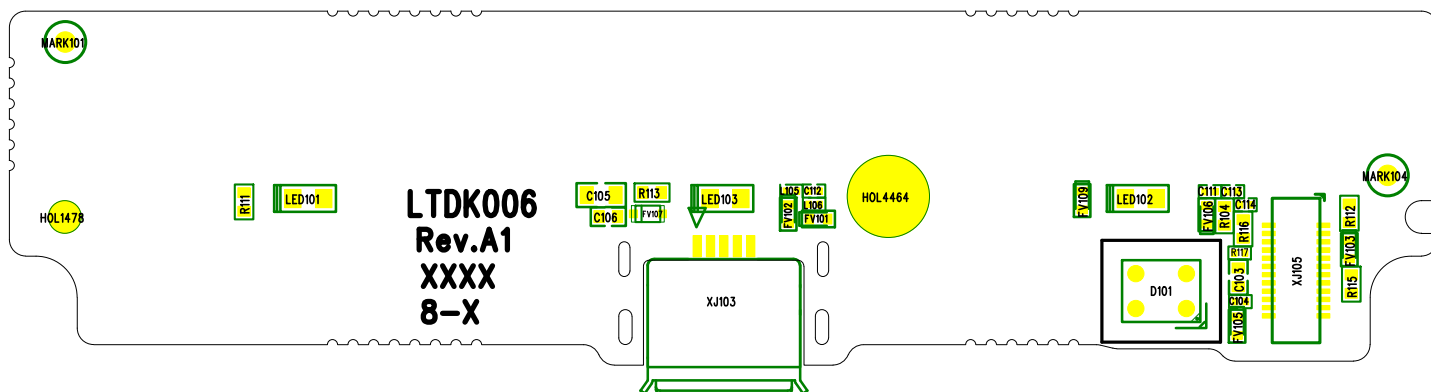 MARK101
MARK104
HOL1478
R111
LED101
LTDK006
Rev.A1
XXXX
8-X
C105
C106
R113
FV107
LED103
L105
C112
L106
FV102
FV101
HOL4464
XJ103
FV109
LED102
C111
C113
C114
FV106
R104
R116
R117
C103
C104
FV105
D101
XJ105
R112
FV103
R115